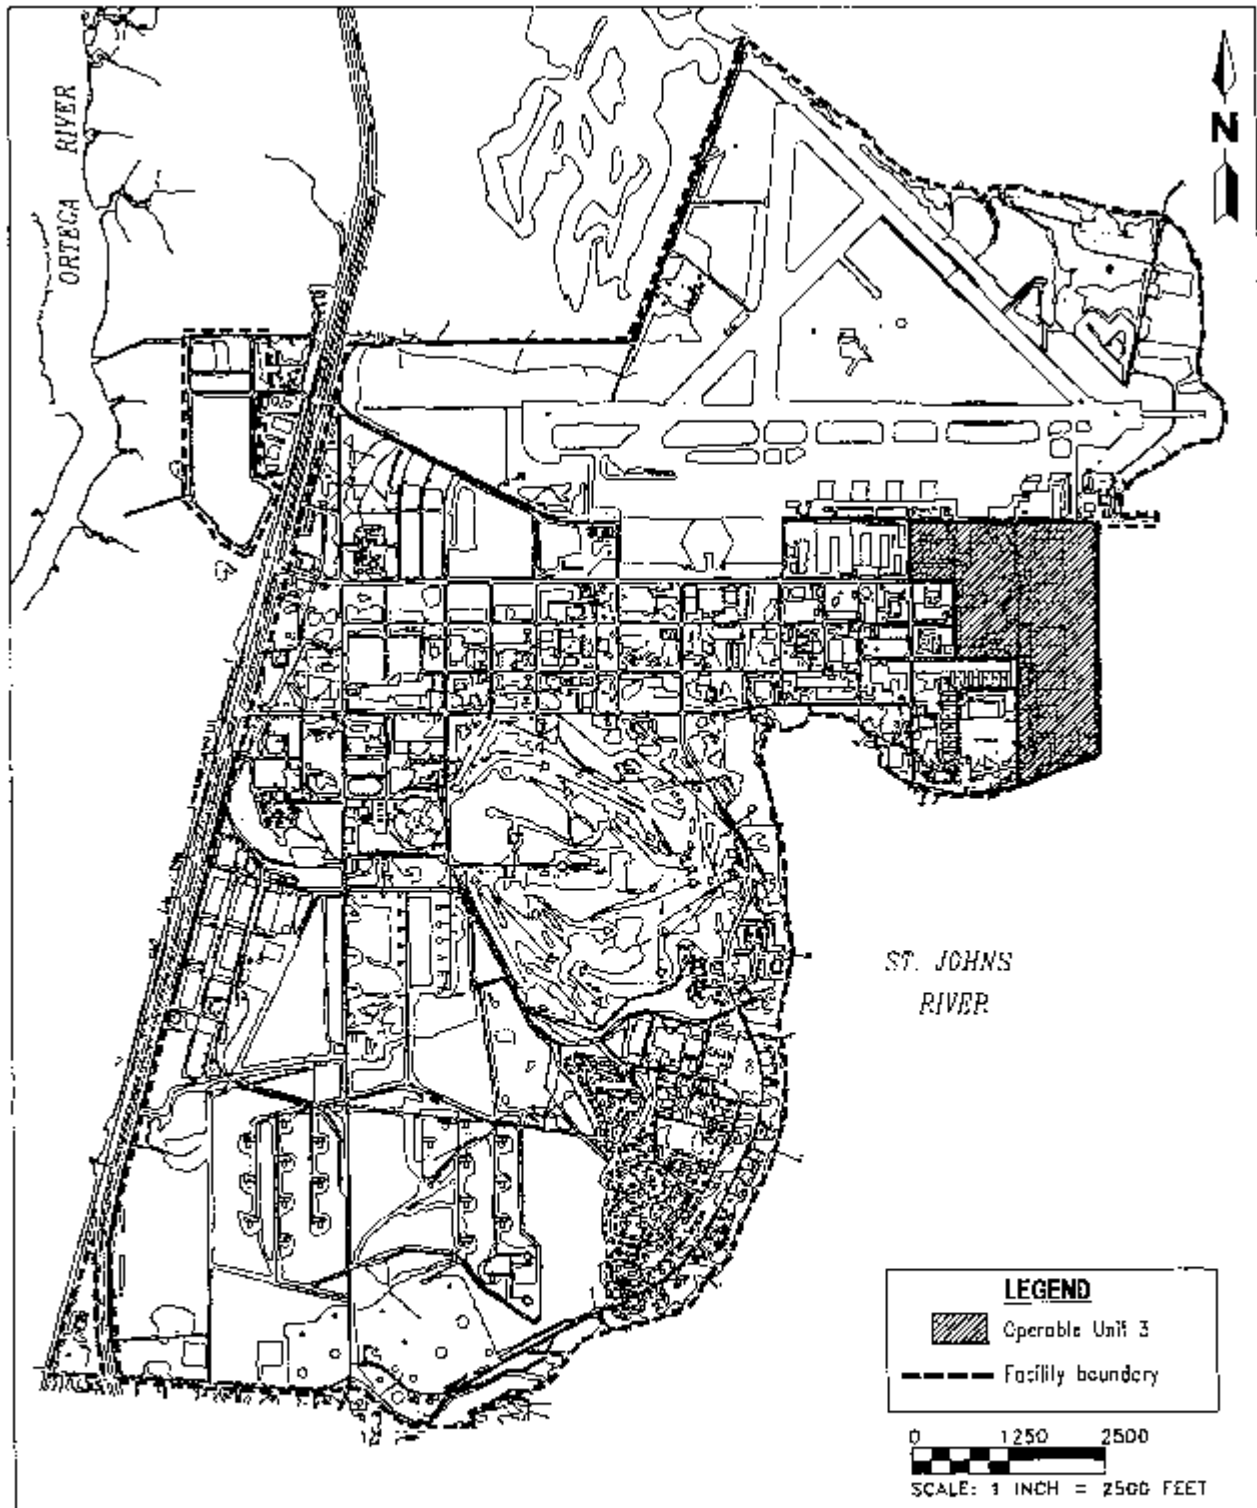 ORTEGA RIVER
N
ST. JOHNS
RIVER
LEGEND
Operable Unit 3
Facility boundary
0 1250 2500
SCALE: 1 INCH = 2500 FEET